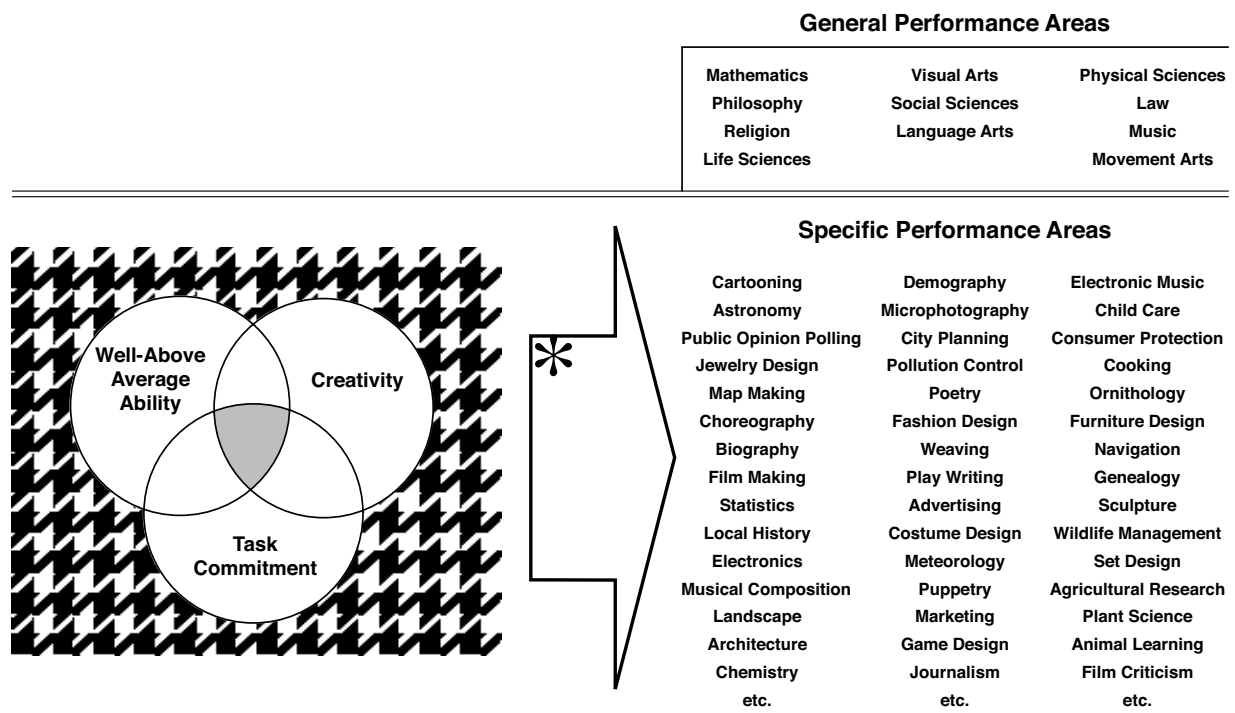 General Performance Areas
Mathematics Visual Arts Physical Sciences
Philosophy Social Sciences Law
Religion Language Arts Music
Life Sciences Movement Arts
Specific Performance Areas
Well-Above
Average
Ability
Creativity
Task
Commitment
*
Cartooning Demography Electronic Music
Astronomy Microphotography Child Care
Public Opinion Polling City Planning Consumer Protection
Jewelry Design Pollution Control Cooking
Map Making Poetry Ornithology
Choreography Fashion Design Furniture Design
Biography Weaving Navigation
Film Making Play Writing Genealogy
Statistics Advertising Sculpture
Local History Costume Design Wildlife Management
Electronics Meteorology Set Design
Musical Composition Puppetry Agricultural Research
Landscape Marketing Plant Science
Architecture Game Design Animal Learning
Chemistry Journalism Film Criticism
etc. etc. etc.